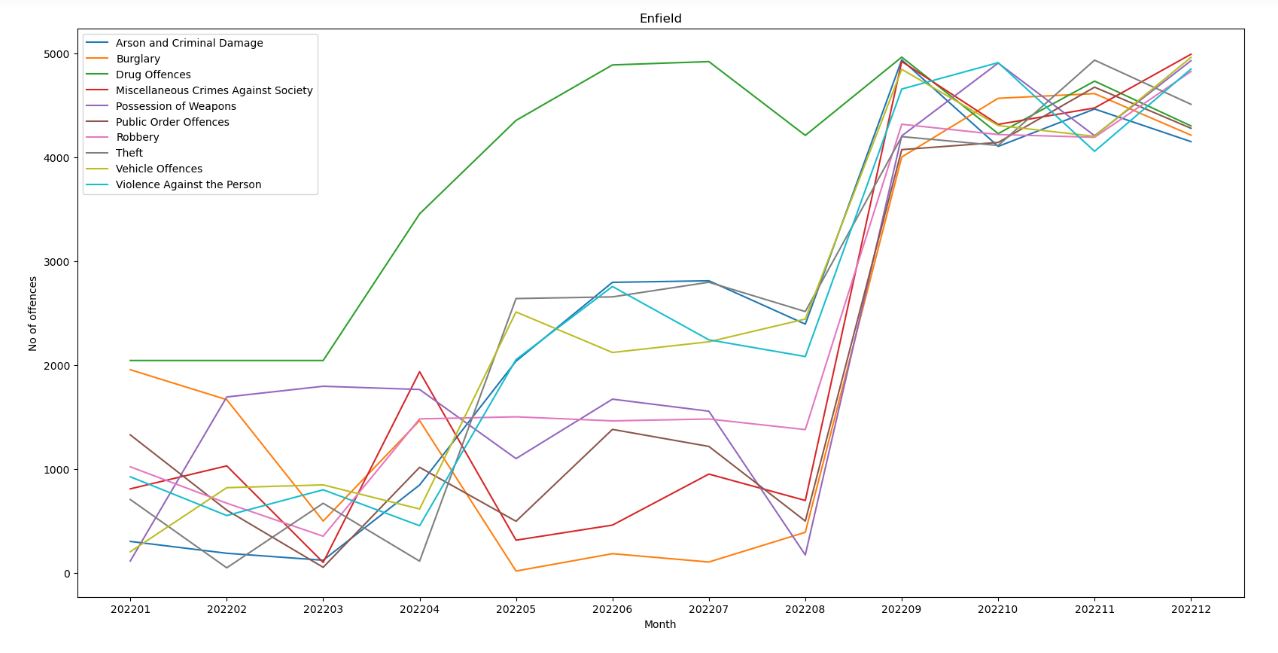 Enfield
Arson and Criminal Damage
Burglary
Drug Offences
Miscellaneous Crimes Against Society
Possession of Weapons
Public Order Offences
Robbery
Theft
Vehicle Offences
Violence Against the Person
No of offences
5000
4000
3000
2000
1000
0
202201 202202 202203 202204 202205 202206 202207 202208 202209 202210 202211 202212
Month